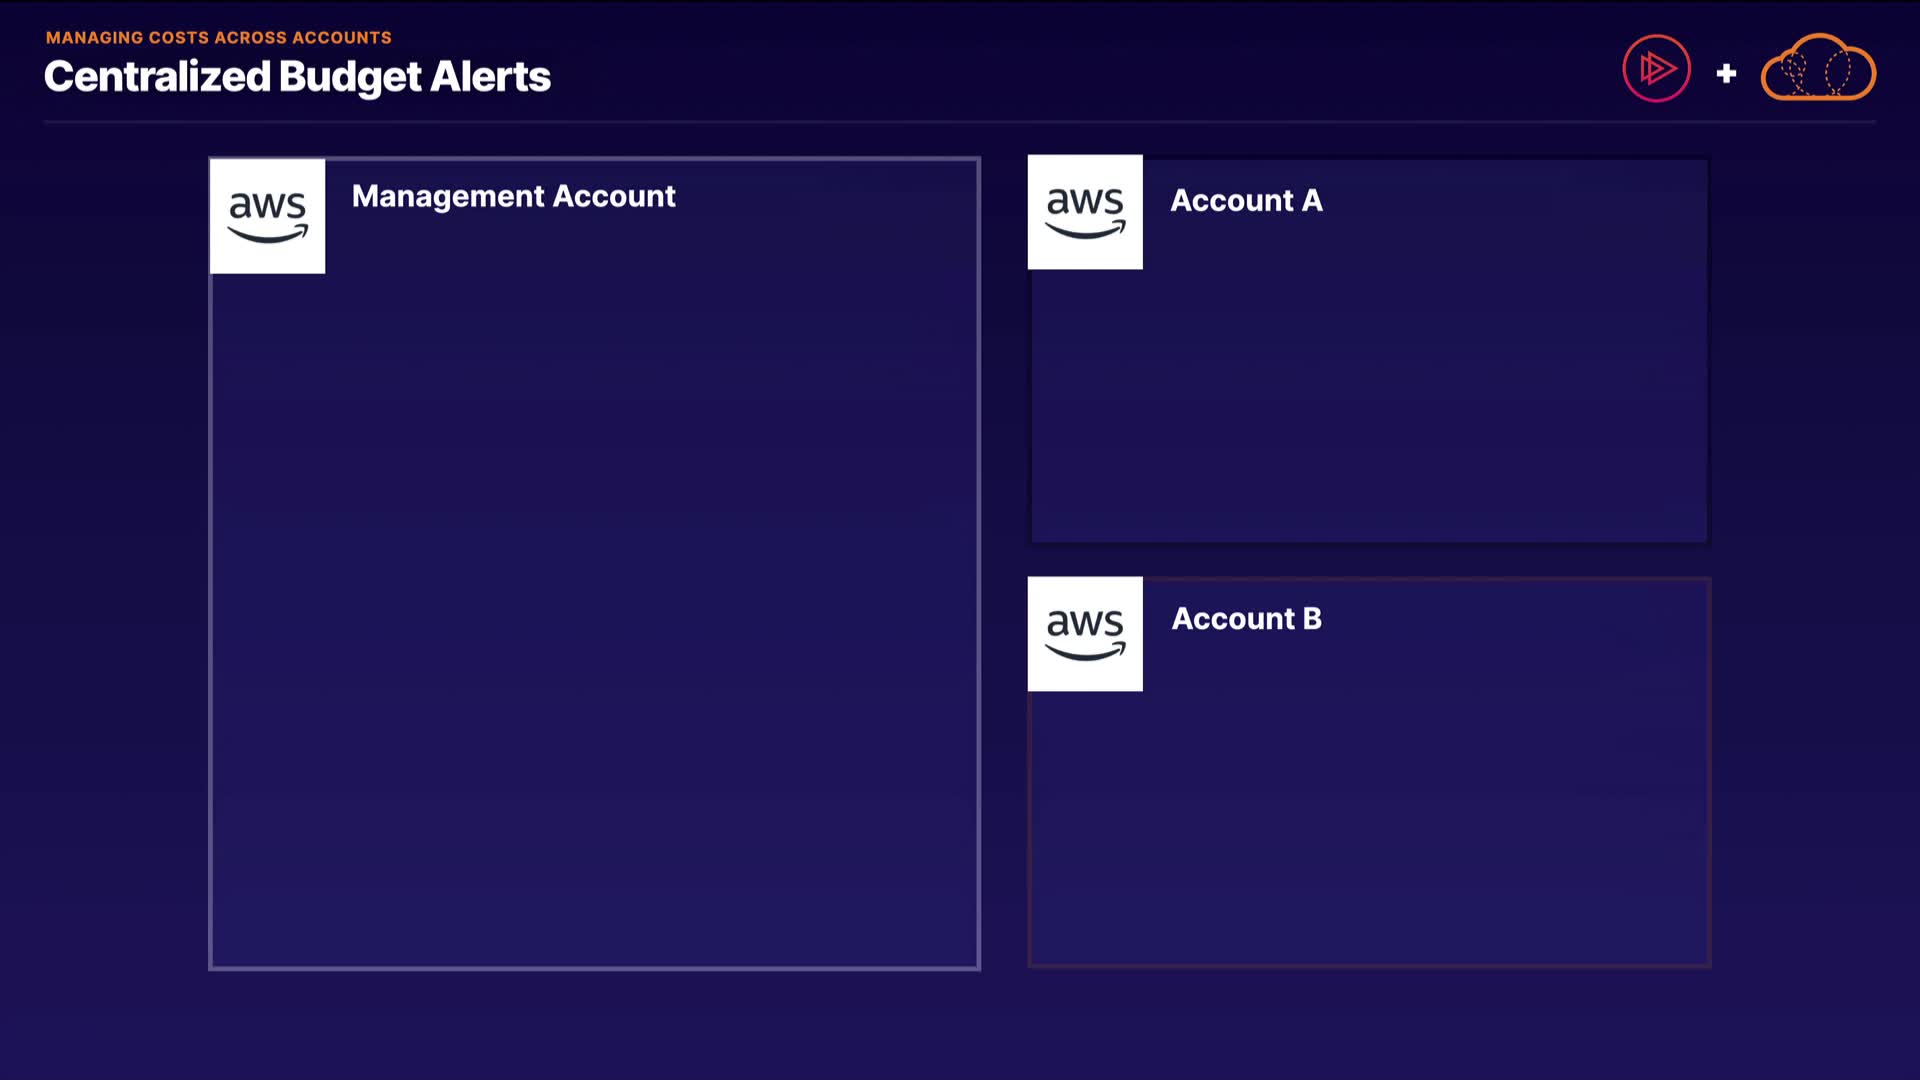 MANAGING COSTS ACROSS ACCOUNTS
Centralized Budget Alerts
+
aws
Management Account
aws
Account A
aws
Account B